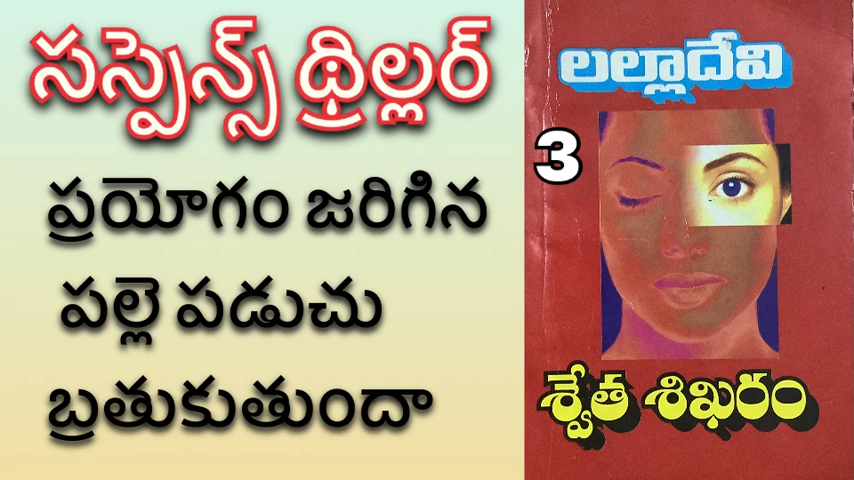 సస్పెన్స్ థ్రిల్లర్
ప్రయోగం జరిగిన
పల్లె పడుచు
బ్రతుకుతుందా
లల్లాదేవి
3
శ్వేత శిఖరం